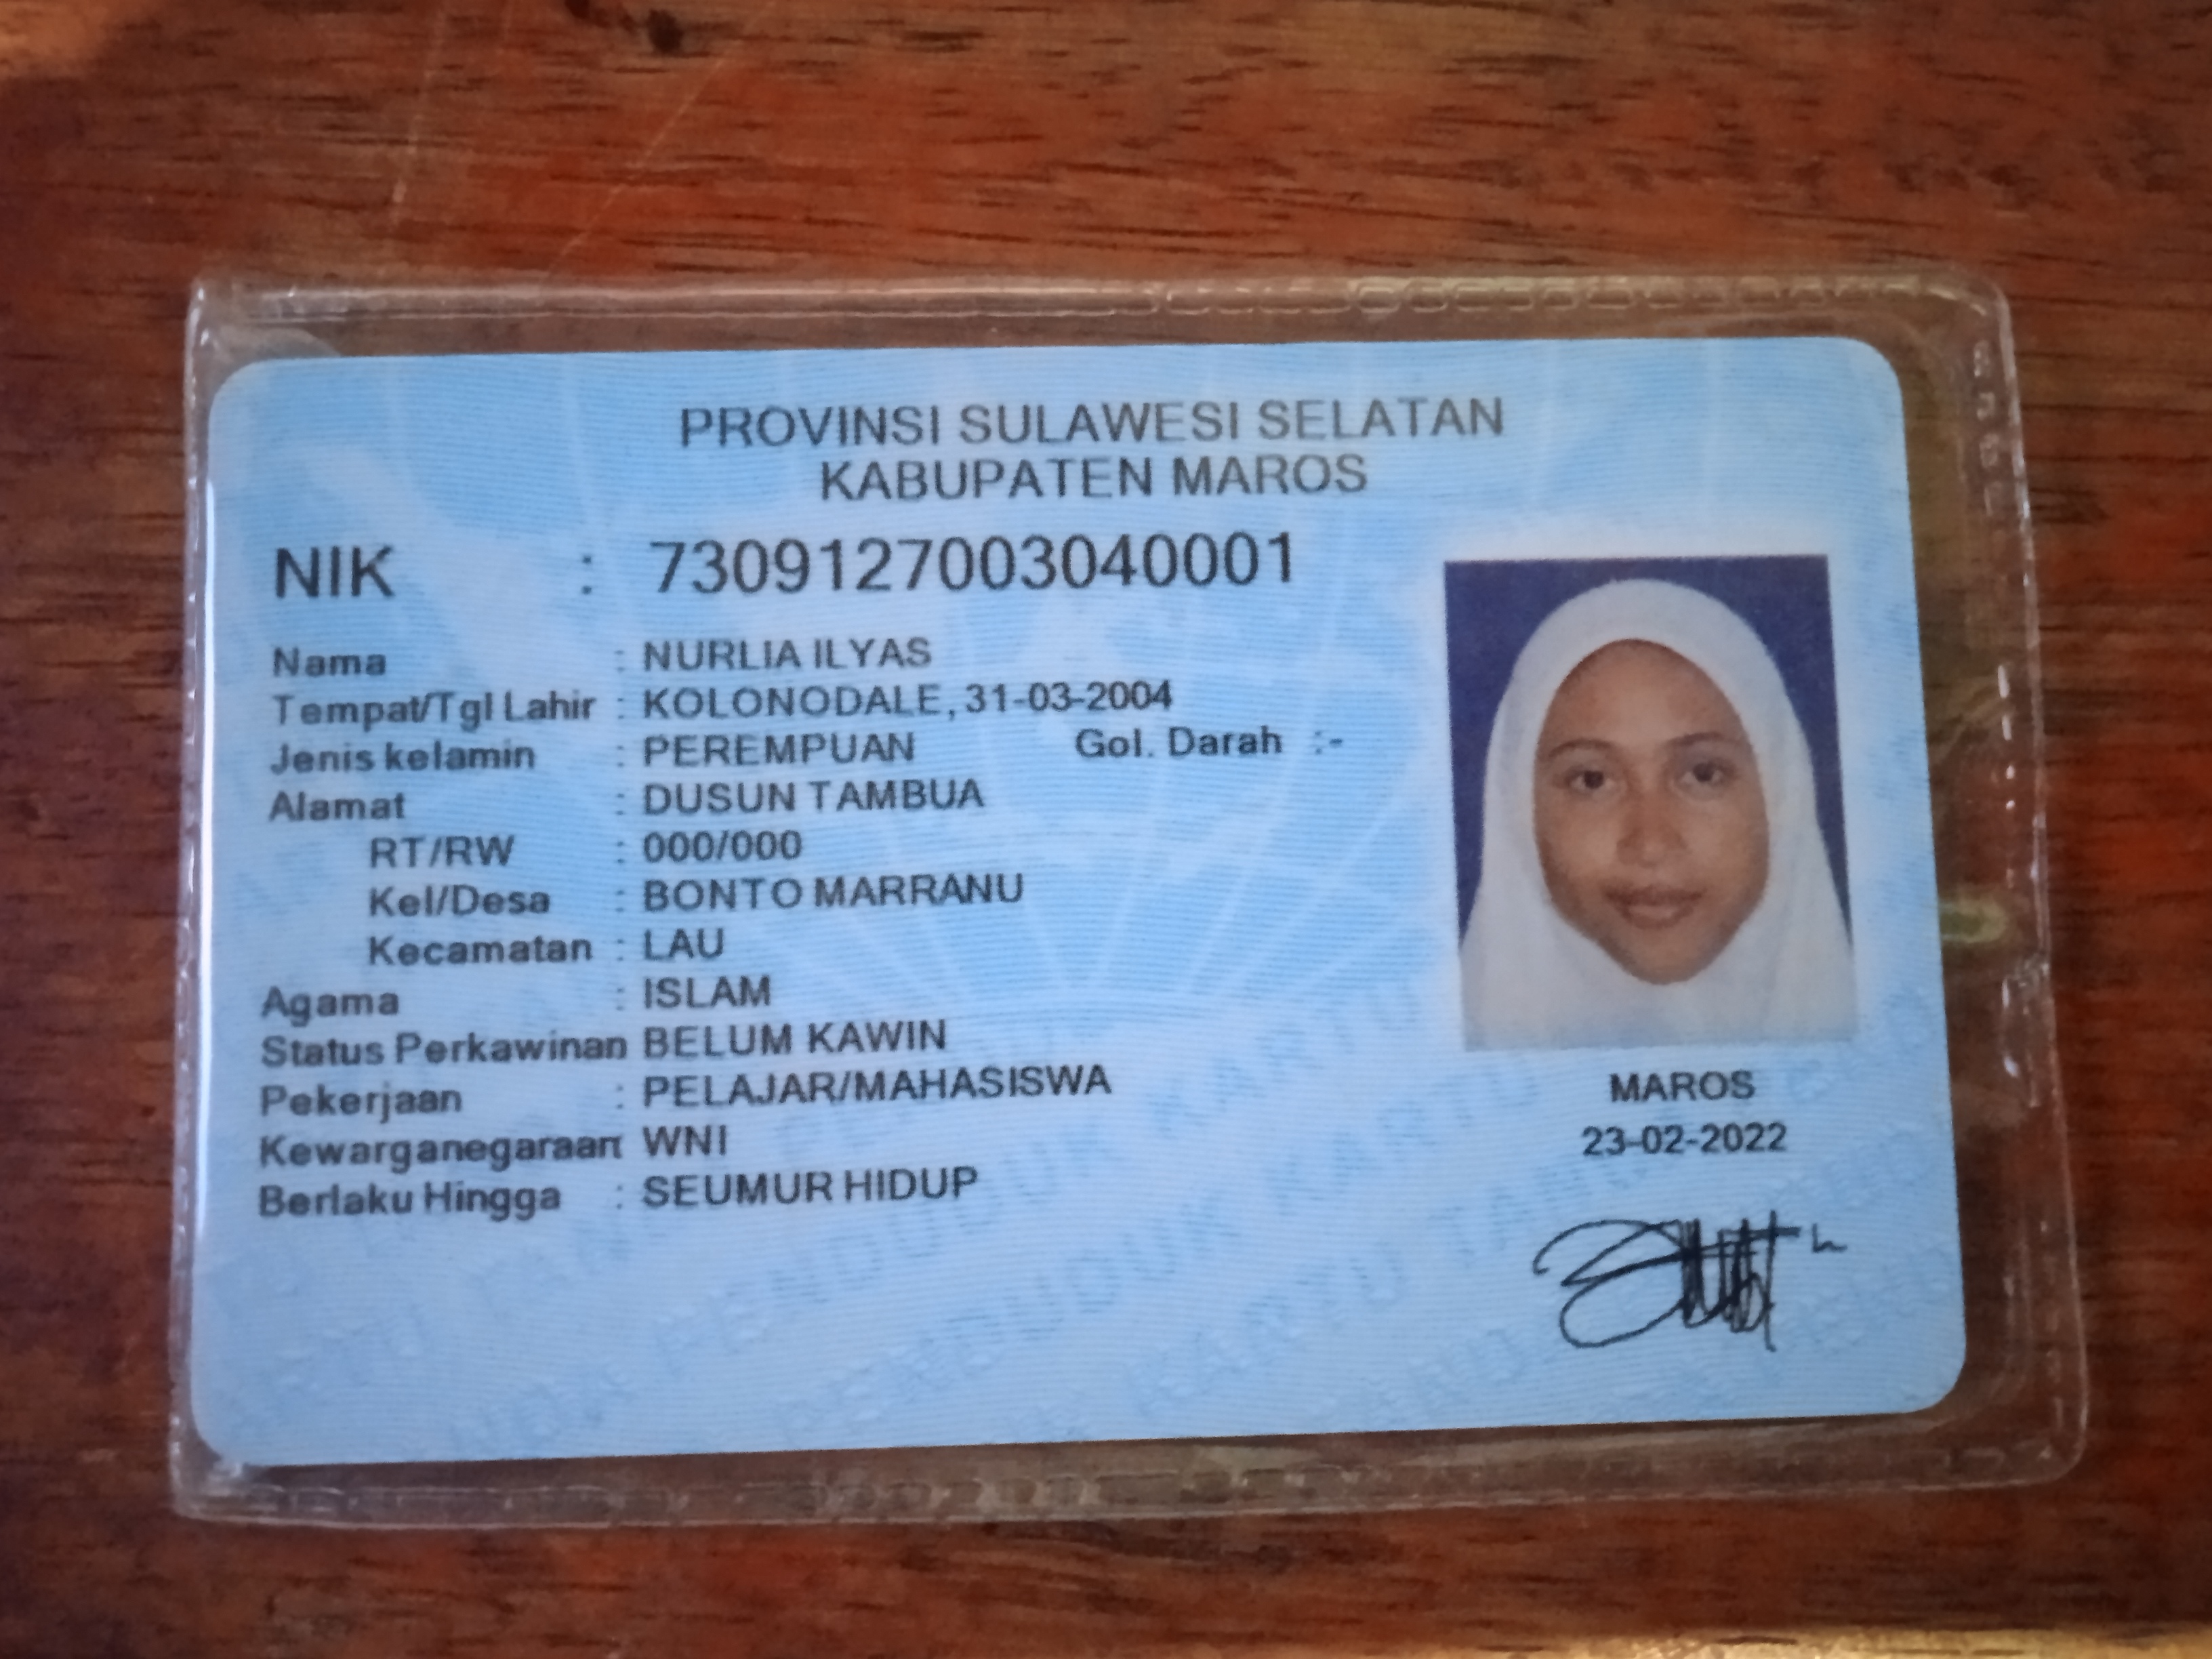 PROVINSI SULAWESI SELATAN
KABUPATEN MAROS
NIK : 7309127003040001
Nama : NURLIA ILYAS
Tempat/Tgl Lahir : KOLONODALE, 31-03-2004
Jenis kelamin : PEREMPUAN Gol. Darah :-
Alamat : DUSUN TAMBUA
RT/RW : 000/000
Kel/Desa : BONTO MARRANU
Kecamatan : LAU
Agama : ISLAM
Status Perkawinan BELUM KAWIN
Pekerjaan : PELAJAR/MAHASISWA
Kewarganegaraan WNI
Berlaku Hingga : SEUMUR HIDUP
MAROS
23-02-2022